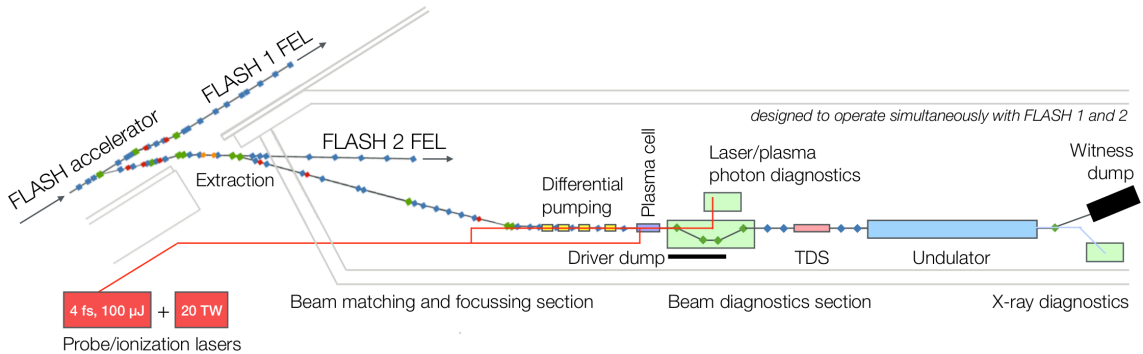 FLASH 1 FEL
designed to operate simultaneously with FLASH 1 and 2
FLASH accelerator
FLASH 2 FEL
Extraction
Differential
pumping
Plasma cell
Laser/plasma
photon diagnostics
Witness
dump
Driver dump
TDS
Undulator
4 fs, 100 µJ + 20 TW
Probe/ionization lasers
Beam matching and focussing section
Beam diagnostics section
X-ray diagnostics